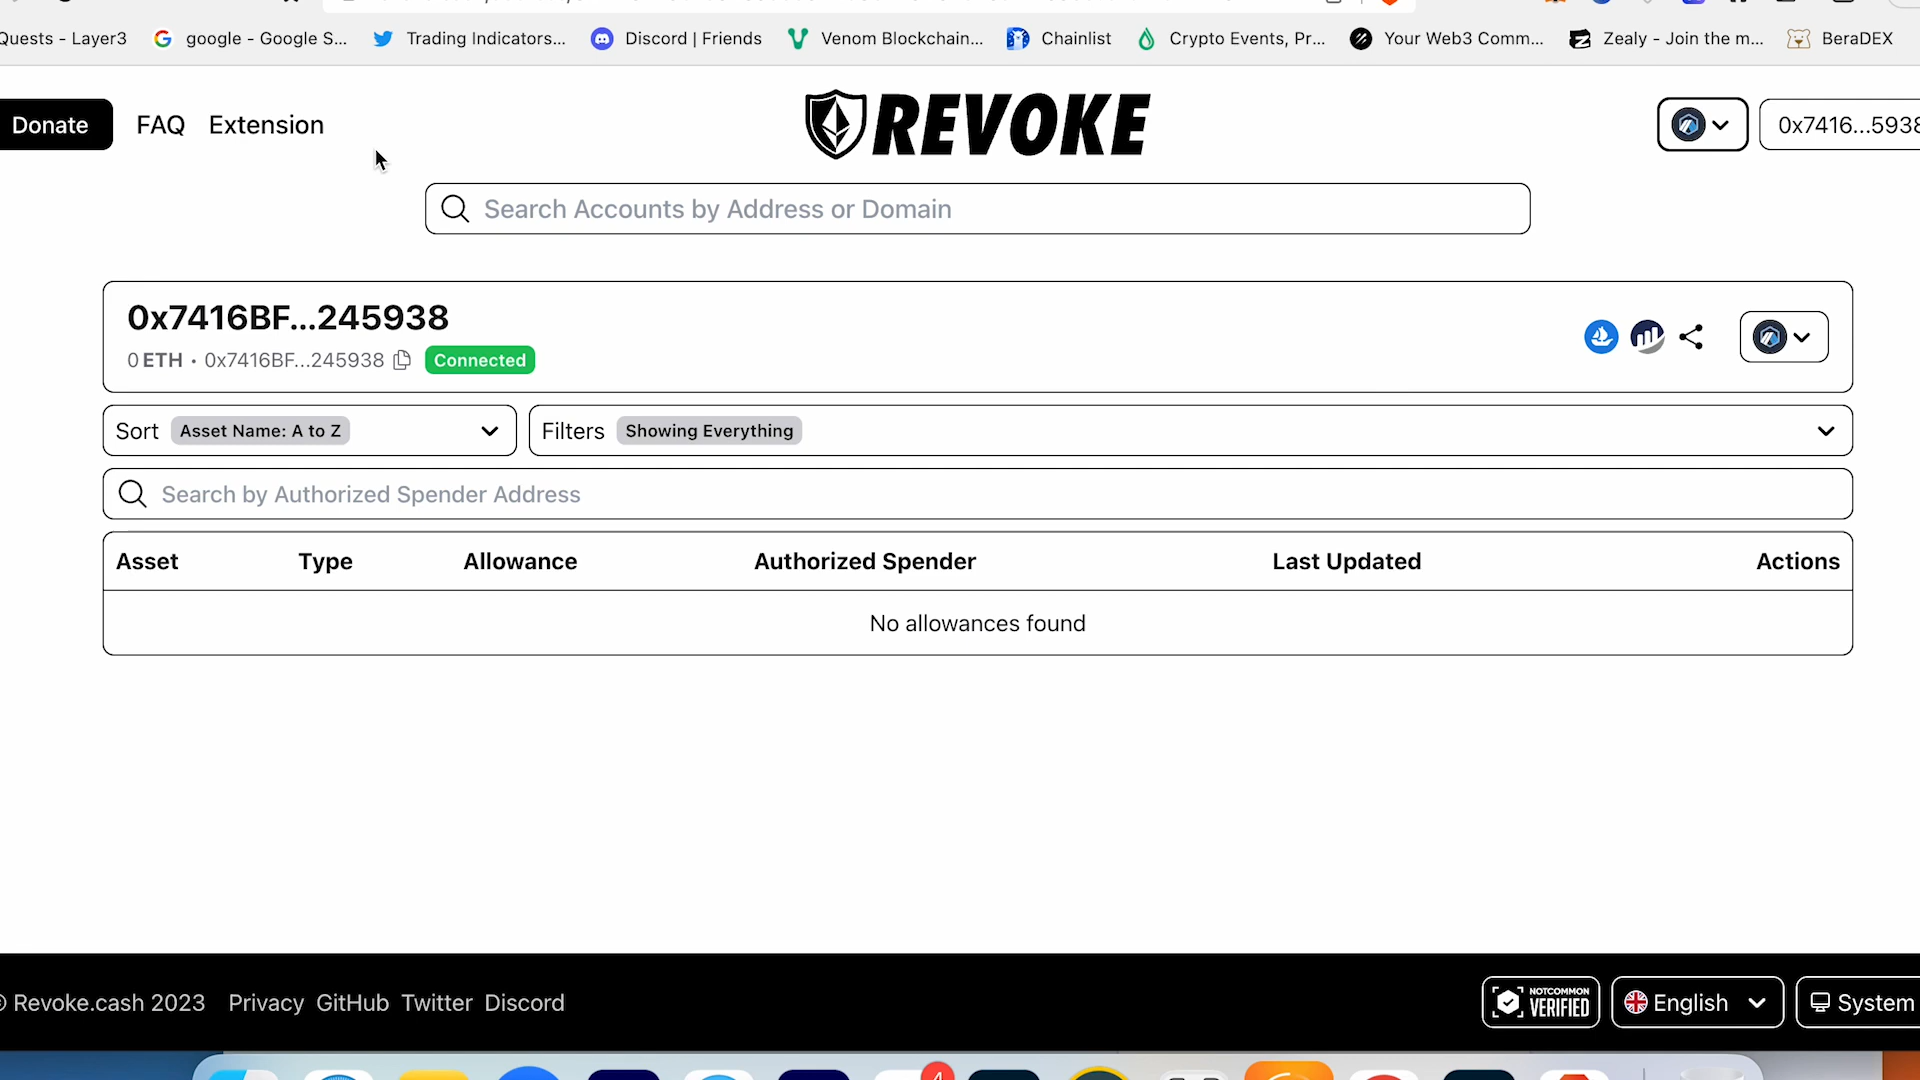 Quests - Layer3 google - Google S... Trading Indicators... Discord | Friends Venom Blockchain... Chainlist Crypto Events, Pr... Your Web3 Comm... Zealy - Join the m... BeraDEX
Donate FAQ Extension REVOKE 0x7416...5938
Search Accounts by Address or Domain
0x7416BF...245938
0 ETH • 0x7416BF...245938 Connected
Sort Asset Name: A to Z Filters Showing Everything
Search by Authorized Spender Address
Asset Type Allowance Authorized Spender Last Updated Actions
No allowances found
© Revoke.cash 2023 Privacy GitHub Twitter Discord NOTCOMMON VERIFIED English System
4